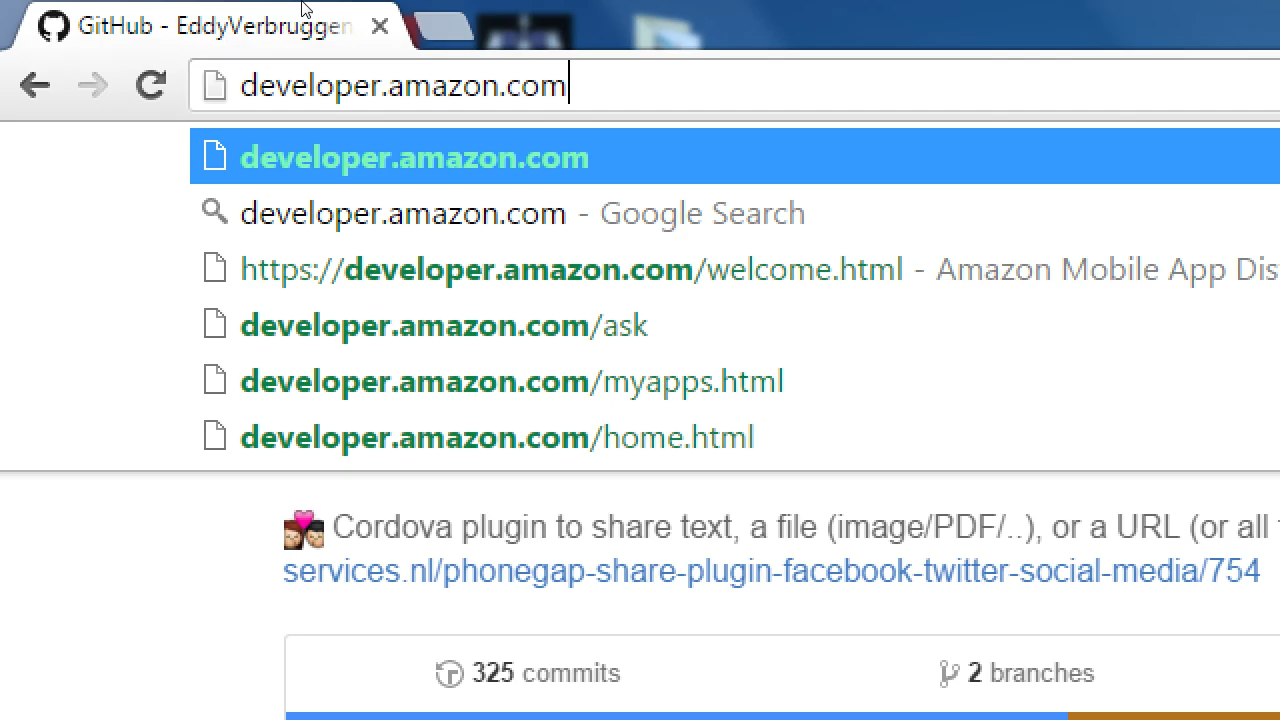 GitHub - EddyVerbruggen
developer.amazon.com
developer.amazon.com
developer.amazon.com - Google Search
https://developer.amazon.com/welcome.html - Amazon Mobile App Dis
developer.amazon.com/ask
developer.amazon.com/myapps.html
developer.amazon.com/home.html
Cordova plugin to share text, a file (image/PDF/..), or a URL (or all
services.nl/phonegap-share-plugin-facebook-twitter-social-media/754
325 commits
2 branches